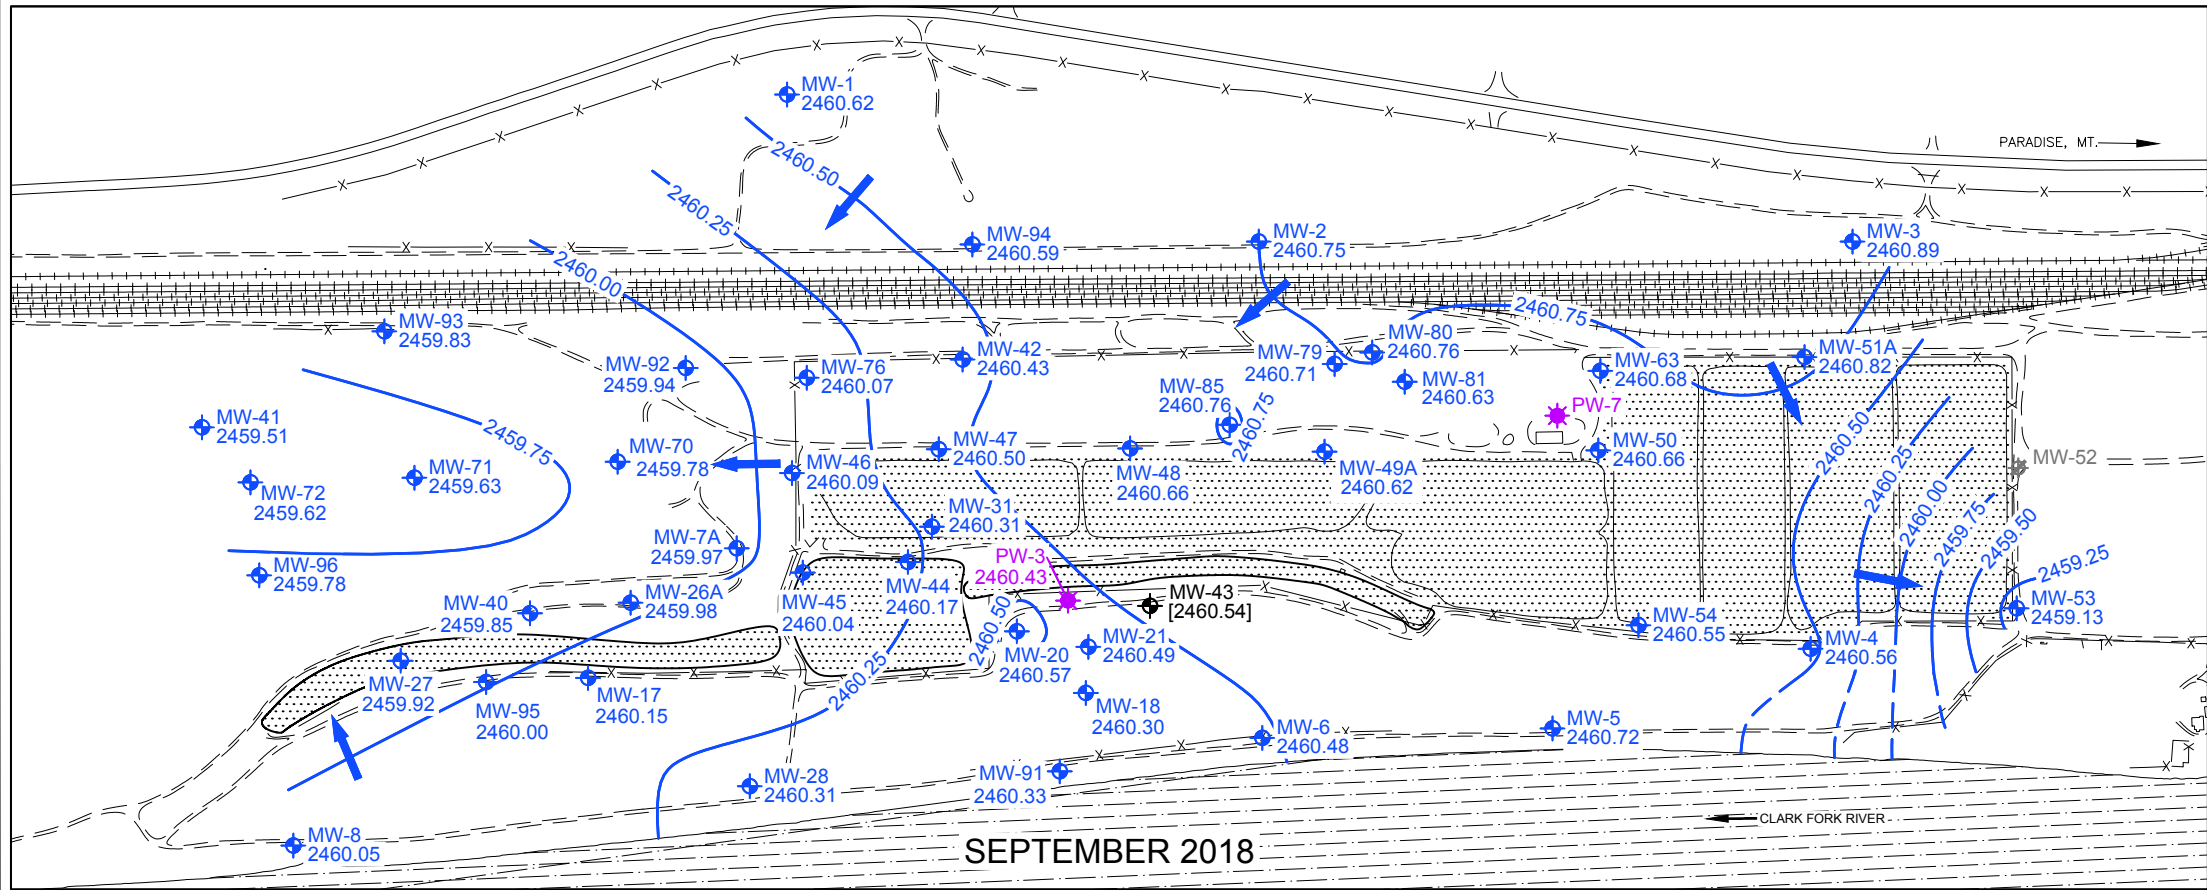 MW-1
2460.62
2460.50
PARADISE, MT.
2460.25
MW-94
2460.59
MW-2
2460.75
MW-3
2460.89
2460.00
2460.75
MW-93
2459.83
MW-92
2459.94
MW-76
2460.07
MW-42
2460.43
MW-79
2460.71
MW-80
2460.76
MW-81
2460.63
MW-63
2460.68
MW-51A
2460.82
MW-85
2460.76
2460.75
PW-7
MW-41
2459.51
2459.75
MW-70
2459.78
MW-46
2460.09
MW-47
2460.50
MW-48
2460.66
MW-49A
2460.62
MW-50
2460.66
2460.50
2460.25
2460.00
2459.75
2459.50
2459.25
MW-52
MW-71
2459.63
MW-72
2459.62
MW-31
2460.31
MW-7A
2459.97
MW-96
2459.78
PW-3
2460.43
MW-44
2460.17
MW-43
[2460.54]
MW-40
2459.85
MW-26A
2459.98
MW-45
2460.04
2460.50
MW-20
2460.57
MW-21
2460.49
MW-54
2460.55
MW-4
2460.56
MW-53
2459.13
MW-27
2459.92
MW-95
2460.00
MW-17
2460.15
2460.25
MW-18
2460.30
MW-6
2460.48
MW-5
2460.72
MW-28
2460.31
MW-91
2460.33
MW-8
2460.05
CLARK FORK RIVER
SEPTEMBER 2018